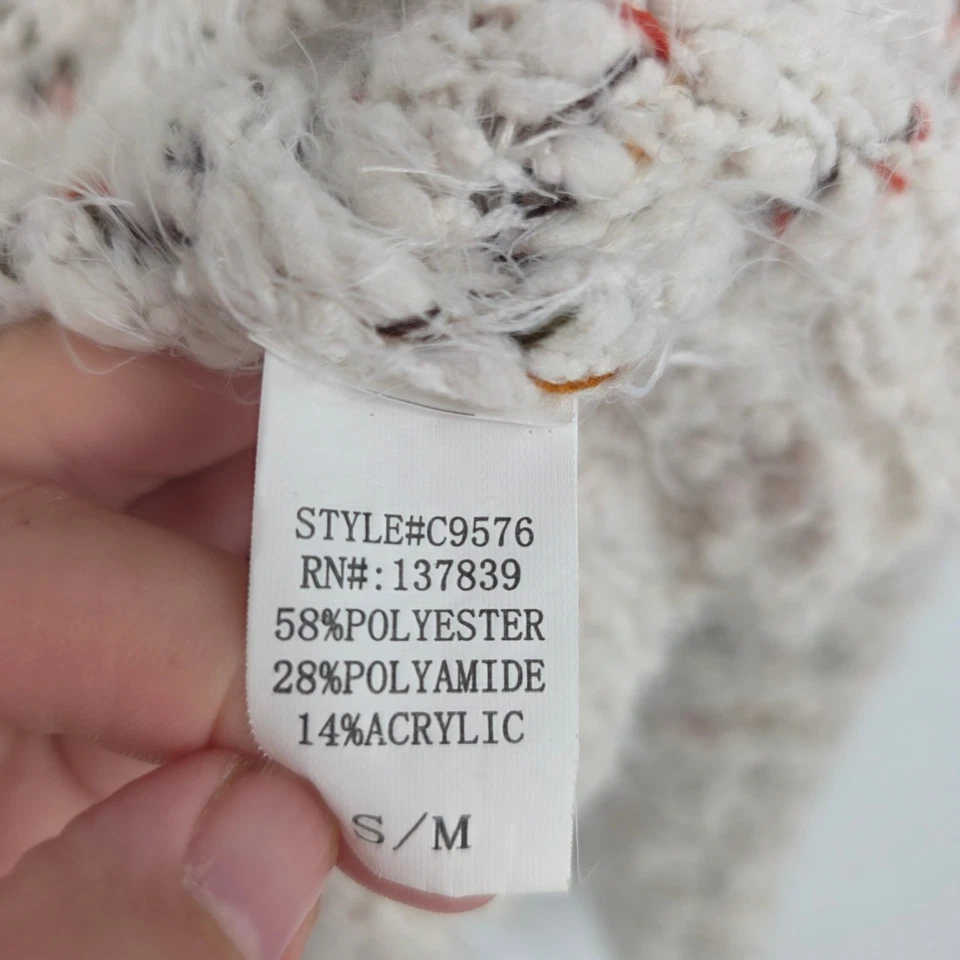 STYLE#C9576
RN#:137839
58%POLYESTER
28%POLYAMIDE
14%ACRYLIC
S/M